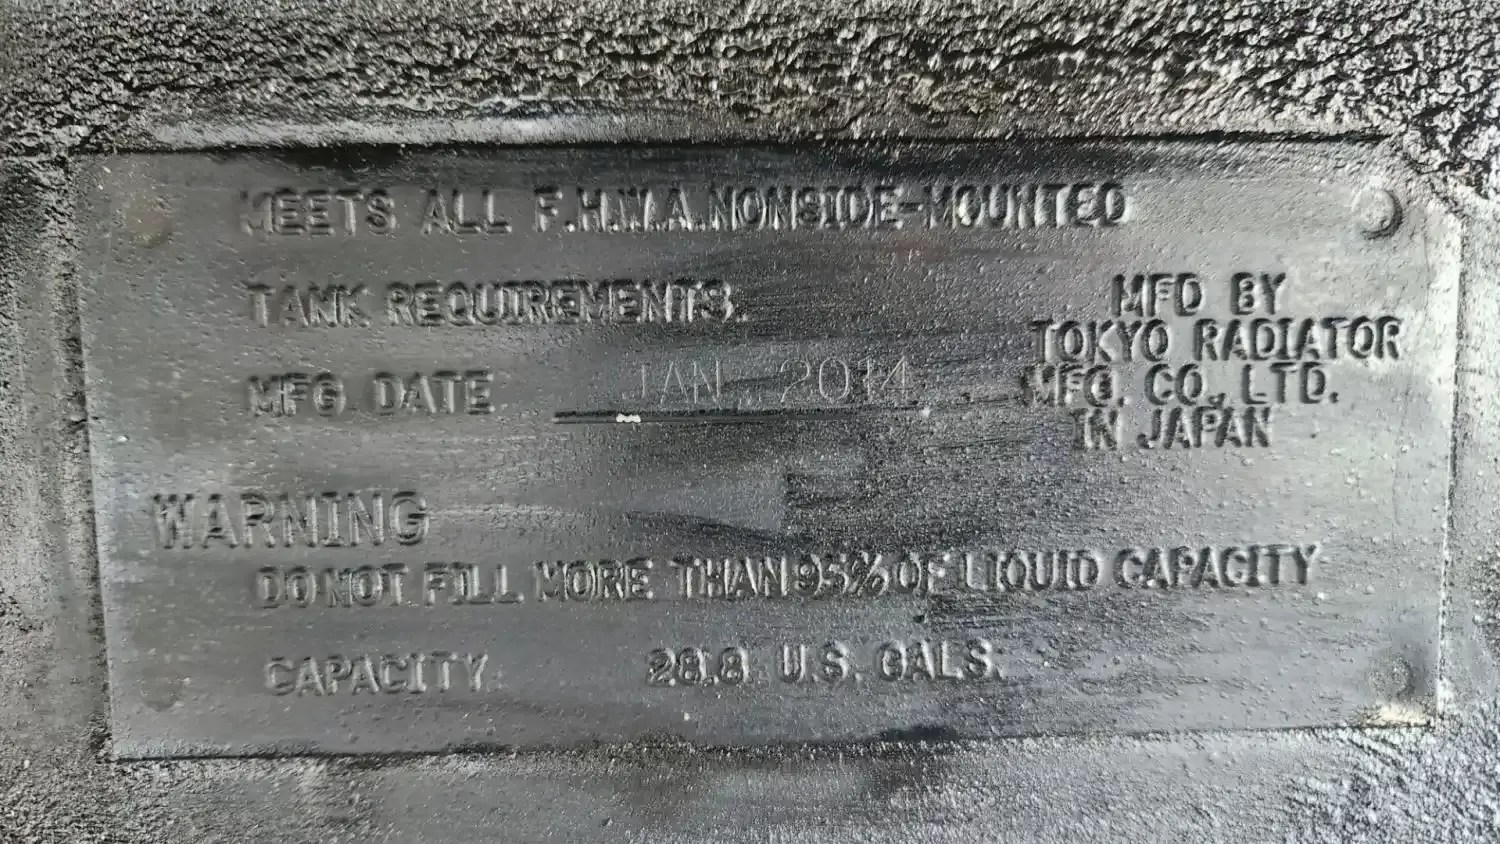 MEETS ALL F.H.W.A. NONSIDE-MOUNTED
TANK REQUIREMENTS.
MFG DATE JAN. 2014
MFD BY
TOKYO RADIATOR
MFG. CO., LTD.
IN JAPAN
WARNING
DO NOT FILL MORE THAN 95% OF LIQUID CAPACITY
CAPACITY 28.8 U.S. GALS.